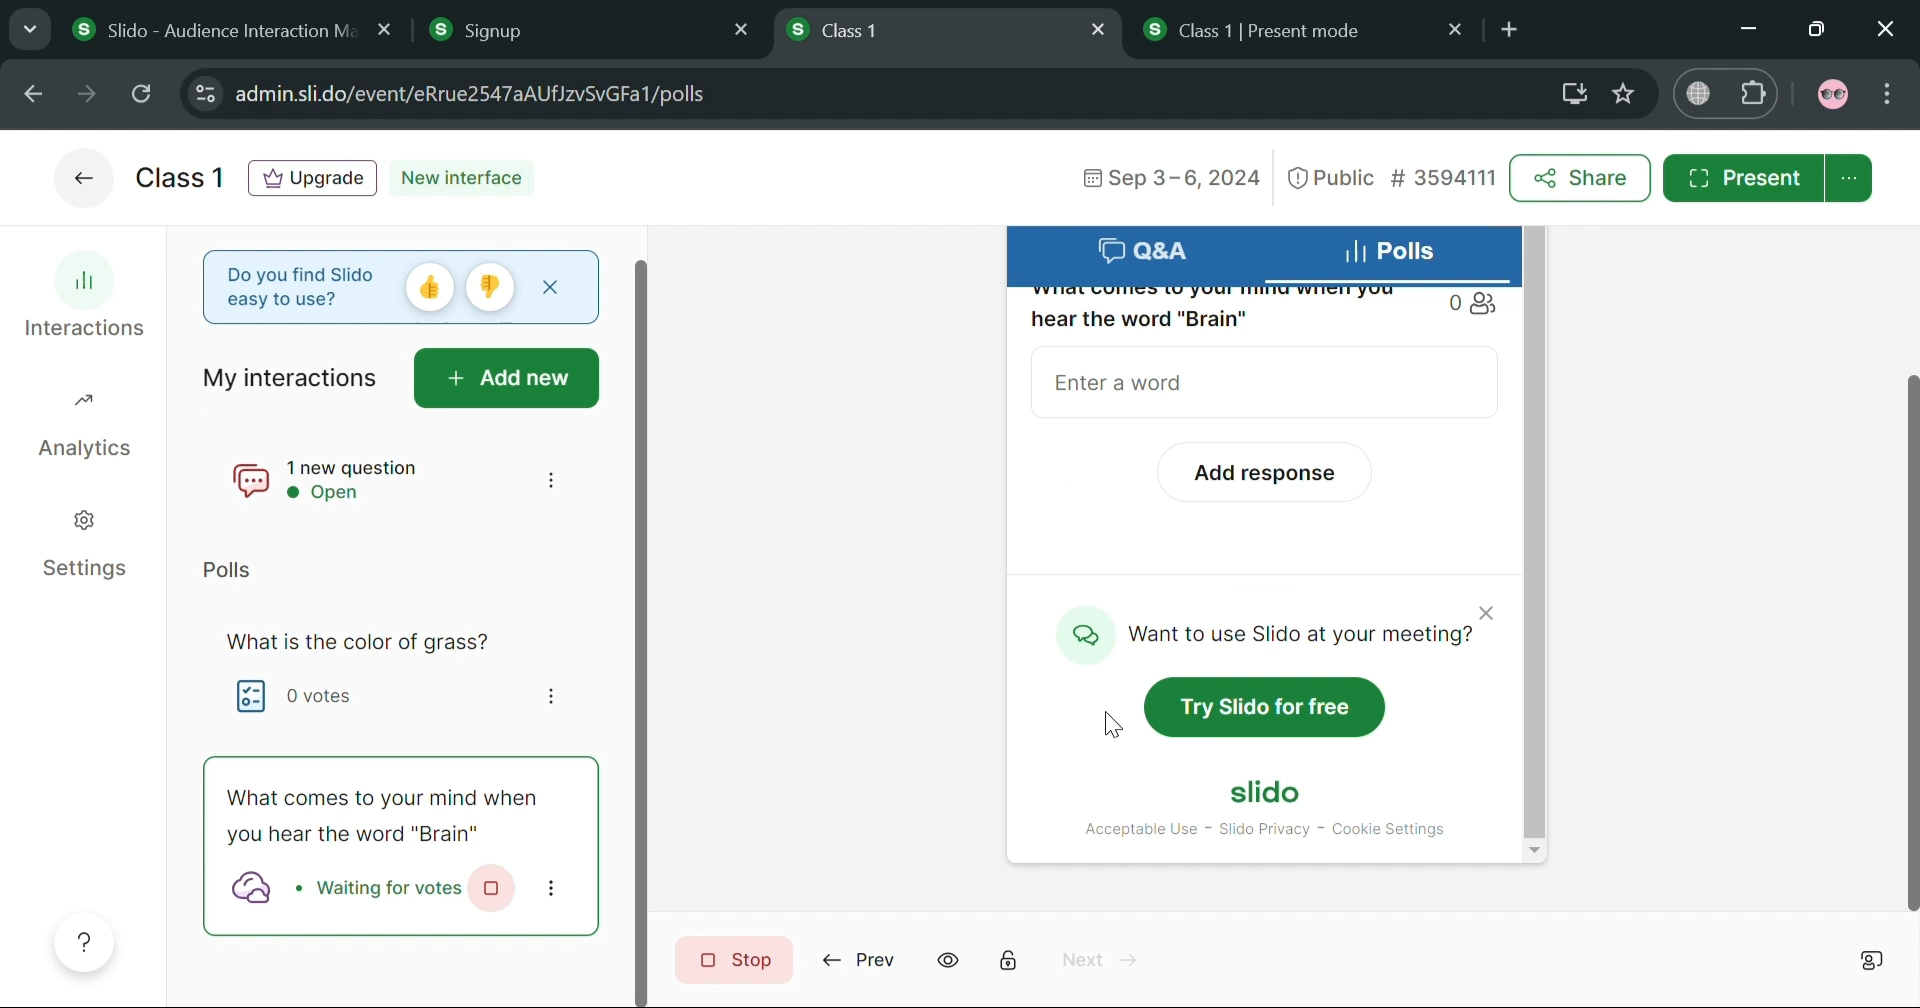 Slido - Audience Interaction Ma
Signup
Class 1
Class 1 | Present mode
admin.sli.do/event/eRrue2547aAUfJzvSvGFa1/polls
Class 1
Upgrade
New interface
Sep 3–6, 2024
Public
# 3594111
Share
Present
Interactions
Analytics
Settings
?
Do you find Slido
easy to use?
My interactions
+ Add new
1 new question
Open
Polls
What is the color of grass?
0 votes
What comes to your mind when
you hear the word "Brain"
Waiting for votes
Q&A
Polls
What comes to your mind when you
hear the word "Brain"
0
Enter a word
Add response
Want to use Slido at your meeting?
Try Slido for free
slido
Acceptable Use - Slido Privacy - Cookie Settings
Stop
Prev
Next